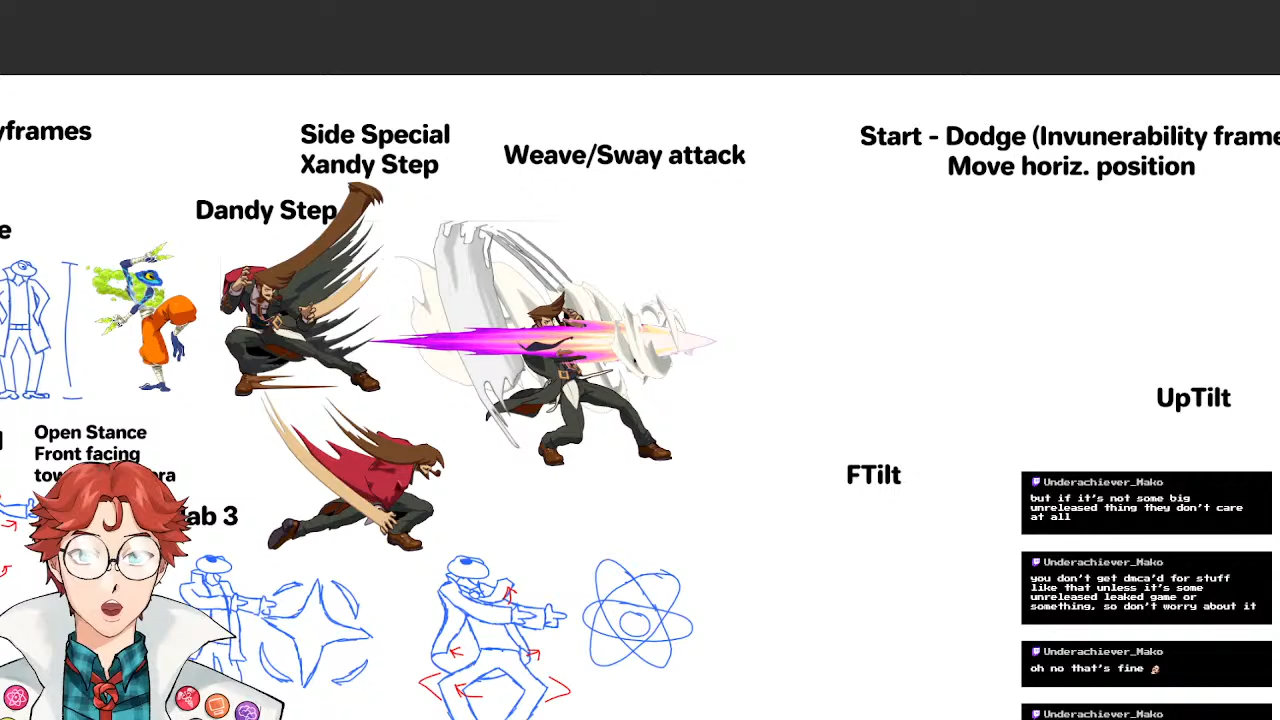 yframes
Side Special
Xandy Step
Weave/Sway attack
Start - Dodge (Invunerability frame
Move horiz. position
Dandy Step
e
UpTilt
Open Stance
Front facing
FTilt
ab 3
Underachiever_Mako
but if it's not some big
unreleased thing they don't care
at all
Underachiever_Mako
you don't get dmca'd for stuff
like that unless it's some
unreleased leaked game or
something, so don't worry about it
Underachiever_Mako
oh no that's fine
Underachiever_Mako